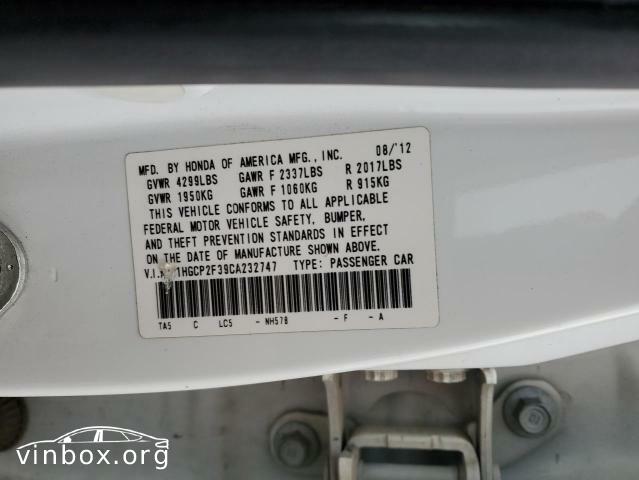 MFD. BY HONDA OF AMERICA MFG., INC. 08/'12
GVWR 4299LBS GAWR F 2337LBS R 2017LBS
GVWR 1950KG GAWR F 1060KG R 915KG
THIS VEHICLE CONFORMS TO ALL APPLICABLE
FEDERAL MOTOR VEHICLE SAFETY, BUMPER,
AND THEFT PREVENTION STANDARDS IN EFFECT
ON THE DATE OF MANUFACTURE SHOWN ABOVE.
V.I. 1HGCP2F39CA232747 TYPE: PASSENGER CAR
TA5 C LC5 - NH578 - F - A
vinbox.org